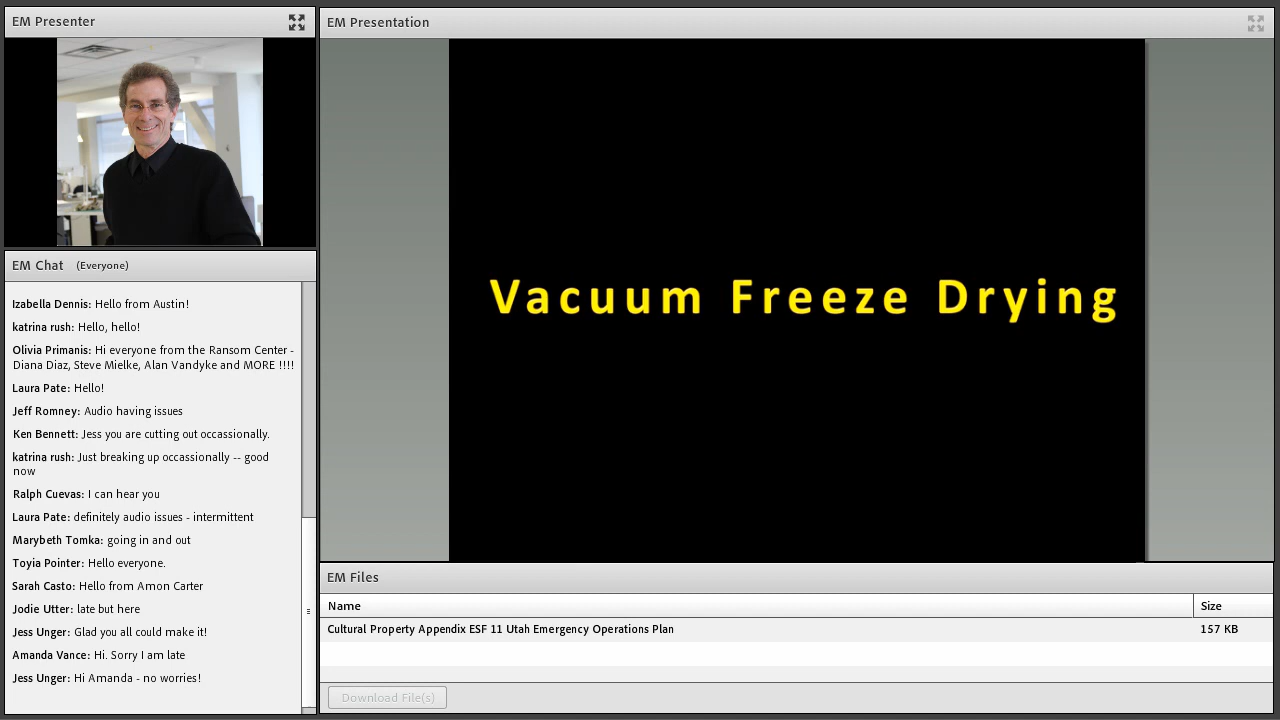 EM Presenter
EM Presentation
Vacuum Freeze Drying
EM Chat (Everyone)
Izabella Dennis: Hello from Austin!
katrina rush: Hello, hello!
Olivia Primanis: Hi everyone from the Ransom Center -
Diana Diaz, Steve Mielke, Alan Vandyke and MORE !!!!
Laura Pate: Hello!
Jeff Romney: Audio having issues
Ken Bennett: Jess you are cutting out occassionally.
katrina rush: Just breaking up occassionally -- good
now
Ralph Cuevas: I can hear you
Laura Pate: definitely audio issues - intermittent
Marybeth Tomka: going in and out
Toyia Pointer: Hello everyone.
Sarah Casto: Hello from Amon Carter
Jodie Utter: late but here
Jess Unger: Glad you all could make it!
Amanda Vance: Hi. Sorry I am late
Jess Unger: Hi Amanda - no worries!
EM Files
Name Size
Cultural Property Appendix ESF 11 Utah Emergency Operations Plan 157 KB
Download File(s)